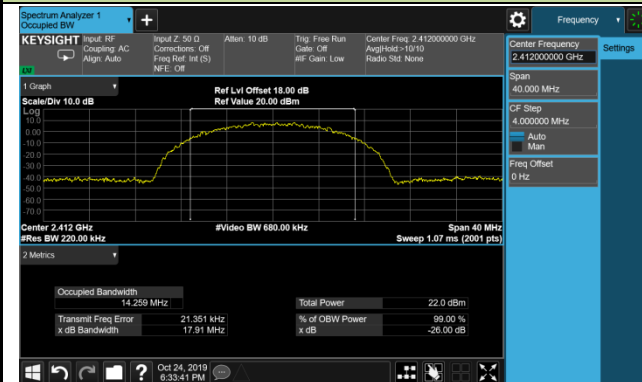 Spectrum Analyzer 1
Occupied BW
+
Frequency
KEYSIGHT
Input: RF
Coupling: AC
Align: Auto
Input Z: 50 Ω
Corrections: Off
Freq Ref: Int (S)
NFE: Off
Atten: 10 dB
Trig: Free Run
Gate: Off
#IF Gain: Low
Center Freq: 2.412000000 GHz
Avg|Hold:>10/10
Radio Std: None
Center Frequency
2.412000000 GHz
Settings
Span
40.000 MHz
CF Step
4.000000 MHz
Auto
Man
Freq Offset
0 Hz
1 Graph
Scale/Div 10.0 dB
Ref Lvl Offset 18.00 dB
Ref Value 20.00 dBm
Log
10.0
0.00
-10.0
-20.0
-30.0
-40.0
-50.0
-60.0
-70.0
Center 2.412 GHz
#Video BW 680.00 kHz
Span 40 MHz
#Res BW 220.00 kHz
Sweep 1.07 ms (2001 pts)
2 Metrics
Occupied Bandwidth
14.259 MHz
Total Power 22.0 dBm
Transmit Freq Error 21.351 kHz
% of OBW Power 99.00 %
x dB Bandwidth 17.91 MHz
x dB -26.00 dB
?
Oct 24, 2019
6:33:41 PM